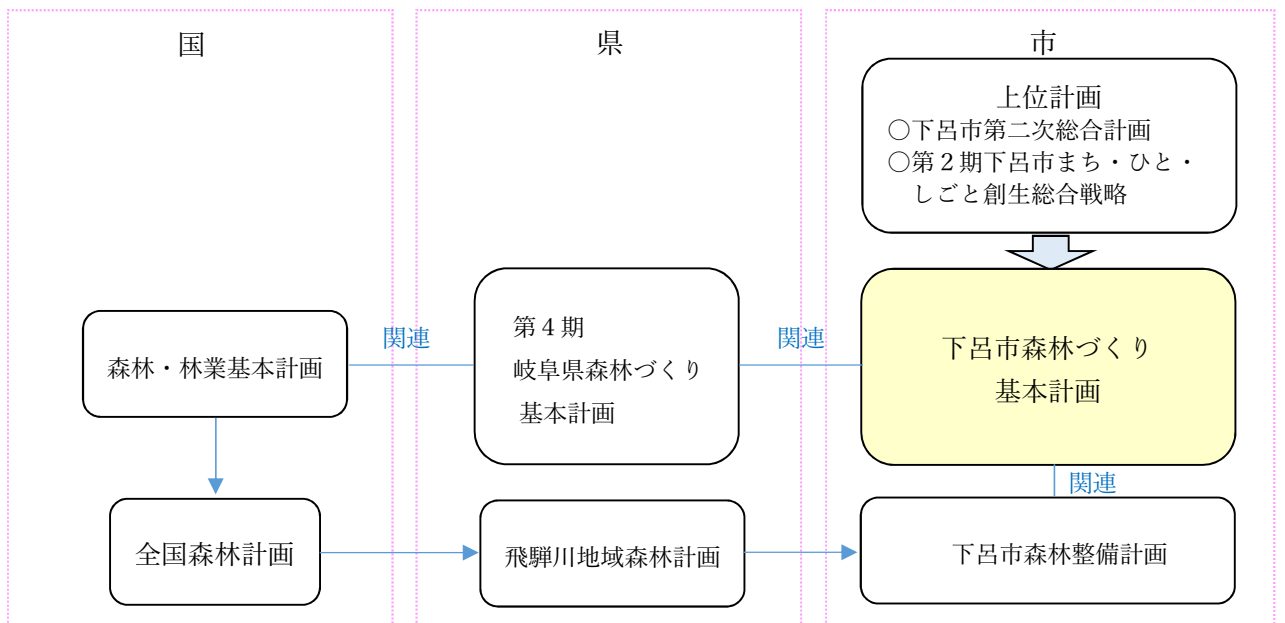 国
県
市
上位計画
○下呂市第二次総合計画
○第２期下呂市まち・ひと・
しごと創生総合戦略
森林・林業基本計画
関連
第４期
岐阜県森林づくり
基本計画
関連
下呂市森林づくり
基本計画
関連
全国森林計画
飛騨川地域森林計画
下呂市森林整備計画